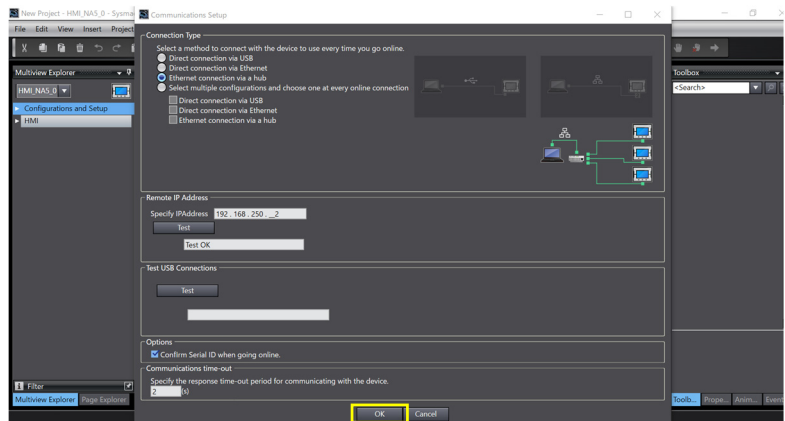 New Project - HMI_NA5_0 - Sysma
Communications Setup
File Edit View Insert Project
Multiview Explorer
HMI_NA5_0
Configurations and Setup
HMI
Filter
Multiview Explorer Page Explorer
Connection Type
Select a method to connect with the device to use every time you go online.
Direct connection via USB
Direct connection via Ethernet
Ethernet connection via a hub
Select multiple configurations and choose one at every online connection
Direct connection via USB
Direct connection via Ethernet
Ethernet connection via a hub
Remote IP Address
Specify IPAddress 192 . 168 . 250 . __2
Test
Test OK
Test USB Connections
Test
Options
Confirm Serial ID when going online.
Communications time-out
Specify the response time-out period for communicating with the device.
2 (s)
OK Cancel
Toolbox
<Search>
Toolb... Prope... Anim... Event